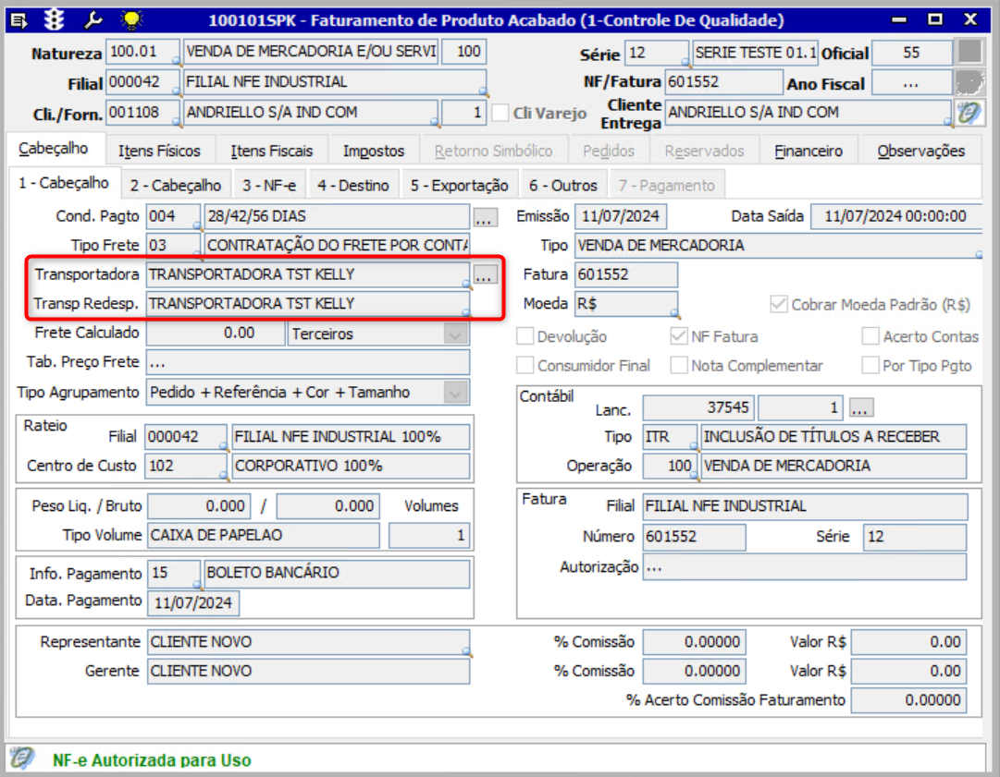 100101SPK - Faturamento de Produto Acabado (1-Controle De Qualidade)
Natureza 100.01 VENDA DE MERCADORIA E/OU SERVI 100 Série 12 SERIE TESTE 01.1 Oficial 55
Filial 000042 FILIAL NFE INDUSTRIAL NF/Fatura 601552 Ano Fiscal ...
Cli./Forn. 001108 ANDRIELLO S/A IND COM 1 Cli Varejo Cliente Entrega ANDRIELLO S/A IND COM
Cabeçalho Itens Físicos Itens Fiscais Impostos Retorno Simbólico Pedidos Reservados Financeiro Observações
1 - Cabeçalho 2 - Cabeçalho 3 - NF-e 4 - Destino 5 - Exportação 6 - Outros 7 - Pagamento
Cond. Pagto 004 28/42/56 DIAS ... Emissão 11/07/2024 Data Saída 11/07/2024 00:00:00
Tipo Frete 03 CONTRATAÇÃO DO FRETE POR CONTA Tipo VENDA DE MERCADORIA
Transportadora TRANSPORTADORA TST KELLY ... Fatura 601552
Transp Redesp. TRANSPORTADORA TST KELLY Moeda R$ Cobrar Moeda Padrão (R$)
Frete Calculado 0.00 Terceiros Devolução NF Fatura Acerto Contas
Tab. Preço Frete ... Consumidor Final Nota Complementar Por Tipo Pgto
Tipo Agrupamento Pedido + Referência + Cor + Tamanho
Contábil
Lanc. 37545 1 ...
Rateio
Filial 000042 FILIAL NFE INDUSTRIAL 100% Tipo ITR INCLUSÃO DE TÍTULOS A RECEBER
Centro de Custo 102 CORPORATIVO 100% Operação 100 VENDA DE MERCADORIA
Peso Liq. / Bruto 0.000 / 0.000 Volumes
Fatura
Filial FILIAL NFE INDUSTRIAL
Tipo Volume CAIXA DE PAPELAO 1 Número 601552 Série 12
Info. Pagamento 15 BOLETO BANCÁRIO Autorização ...
Data. Pagamento 11/07/2024
Representante CLIENTE NOVO % Comissão 0.00000 Valor R$ 0.00
Gerente CLIENTE NOVO % Comissão 0.00000 Valor R$ 0.00
% Acerto Comissão Faturamento 0.00000
NF-e Autorizada para Uso